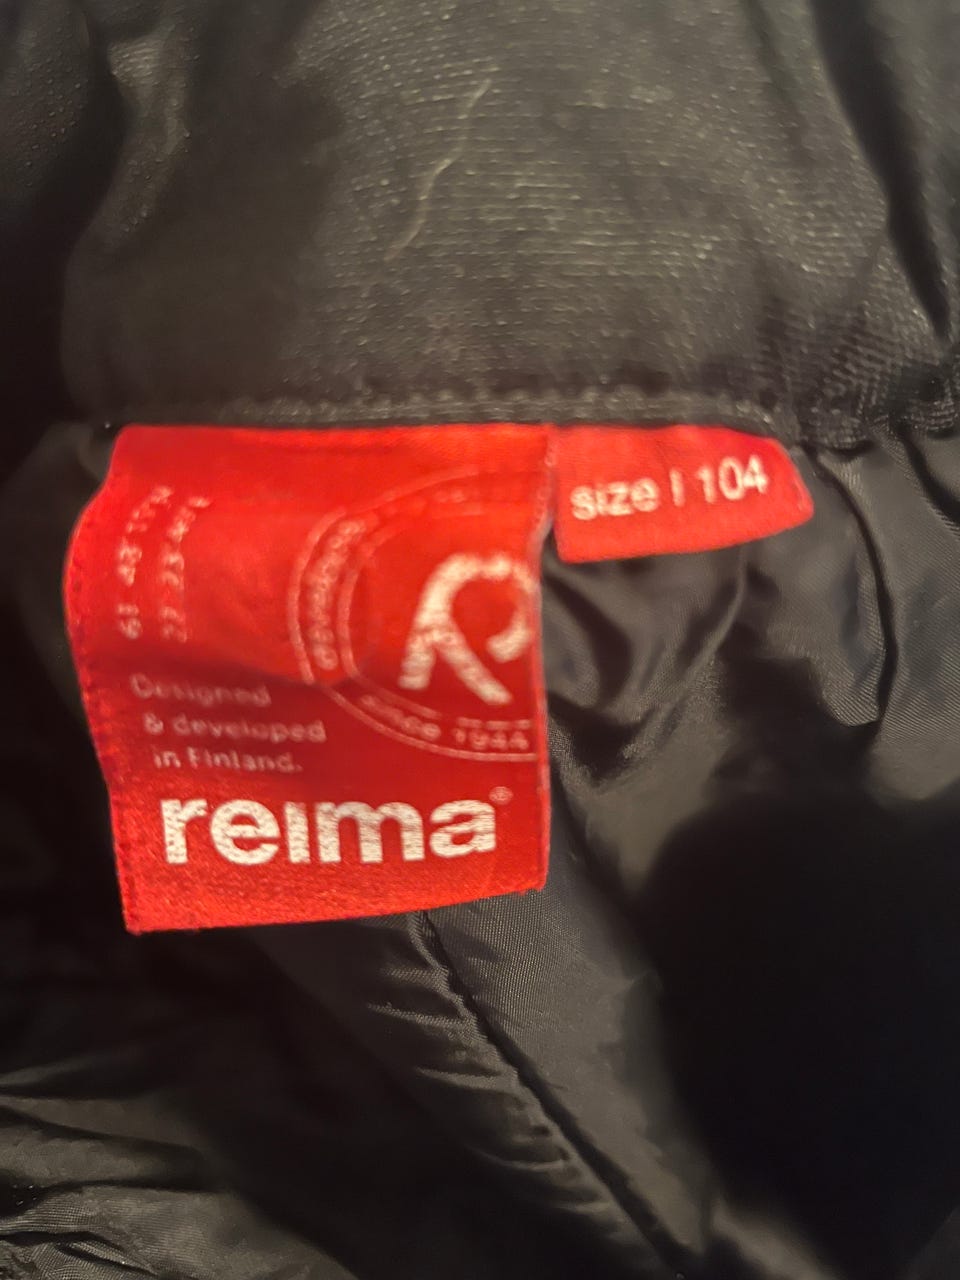 size | 104
since 1944
Designed
& developed
in Finland.
reima®